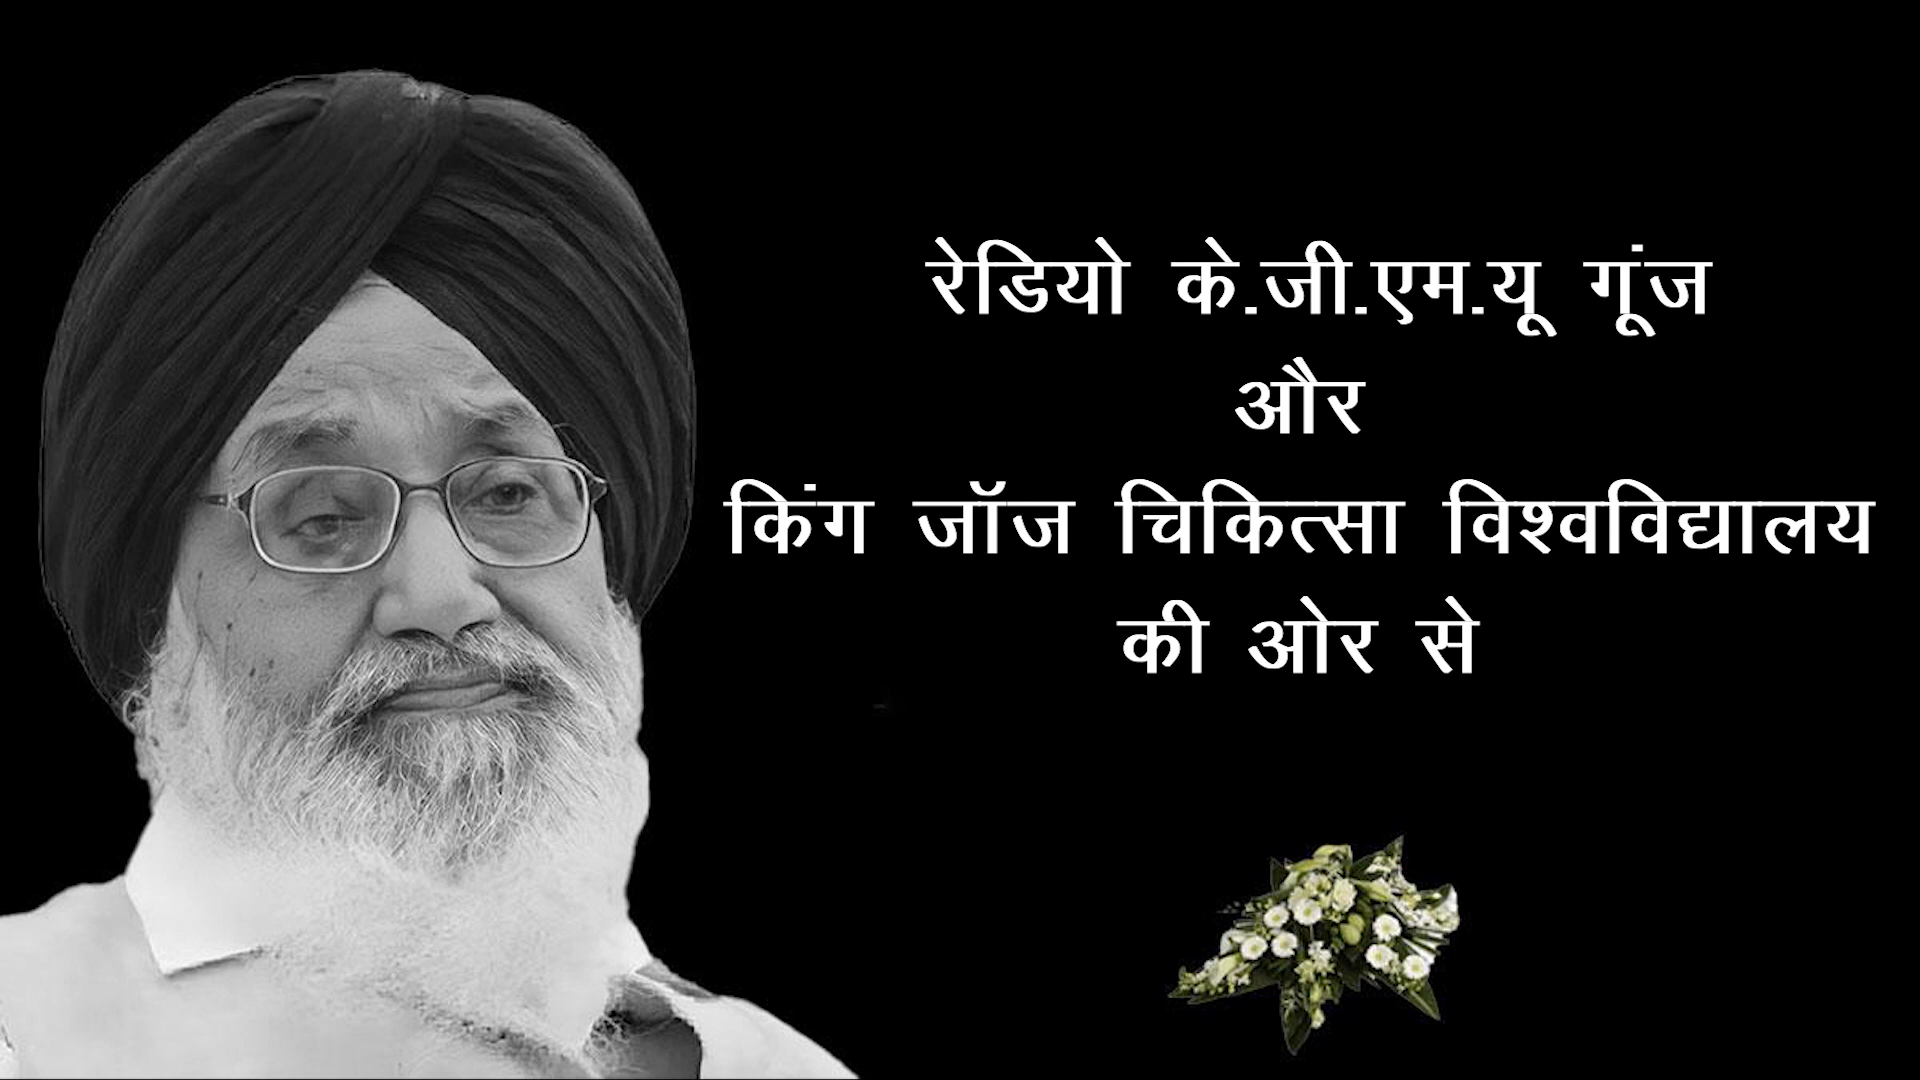 रेडियो के.जी.एम.यू गूंज
और
किंग जॉज चिकित्सा विश्वविद्यालय
की ओर से